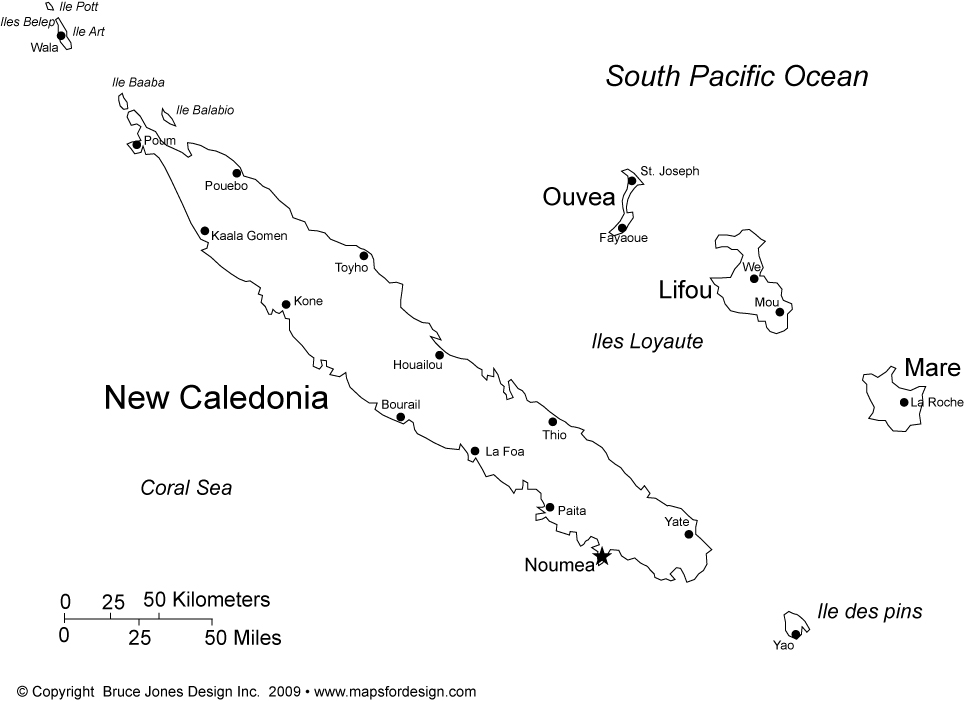 Ile Pott
Iles Belep
Ile Art
Wala
South Pacific Ocean
Ile Baaba
Ile Balabio
Poum
St. Joseph
Pouebo
Ouvea
Kaala Gomen
Fayaoue
Toyho
We
Lifou
Kone
Mou
Iles Loyaute
Houailou
Mare
New Caledonia
Bourail
La Roche
Thio
La Foa
Coral Sea
Paita
Yate
Noumea
0 25 50 Kilometers
Ile des pins
0 25 50 Miles
Yao
© Copyright Bruce Jones Design Inc. 2009 • www.mapsfordesign.com